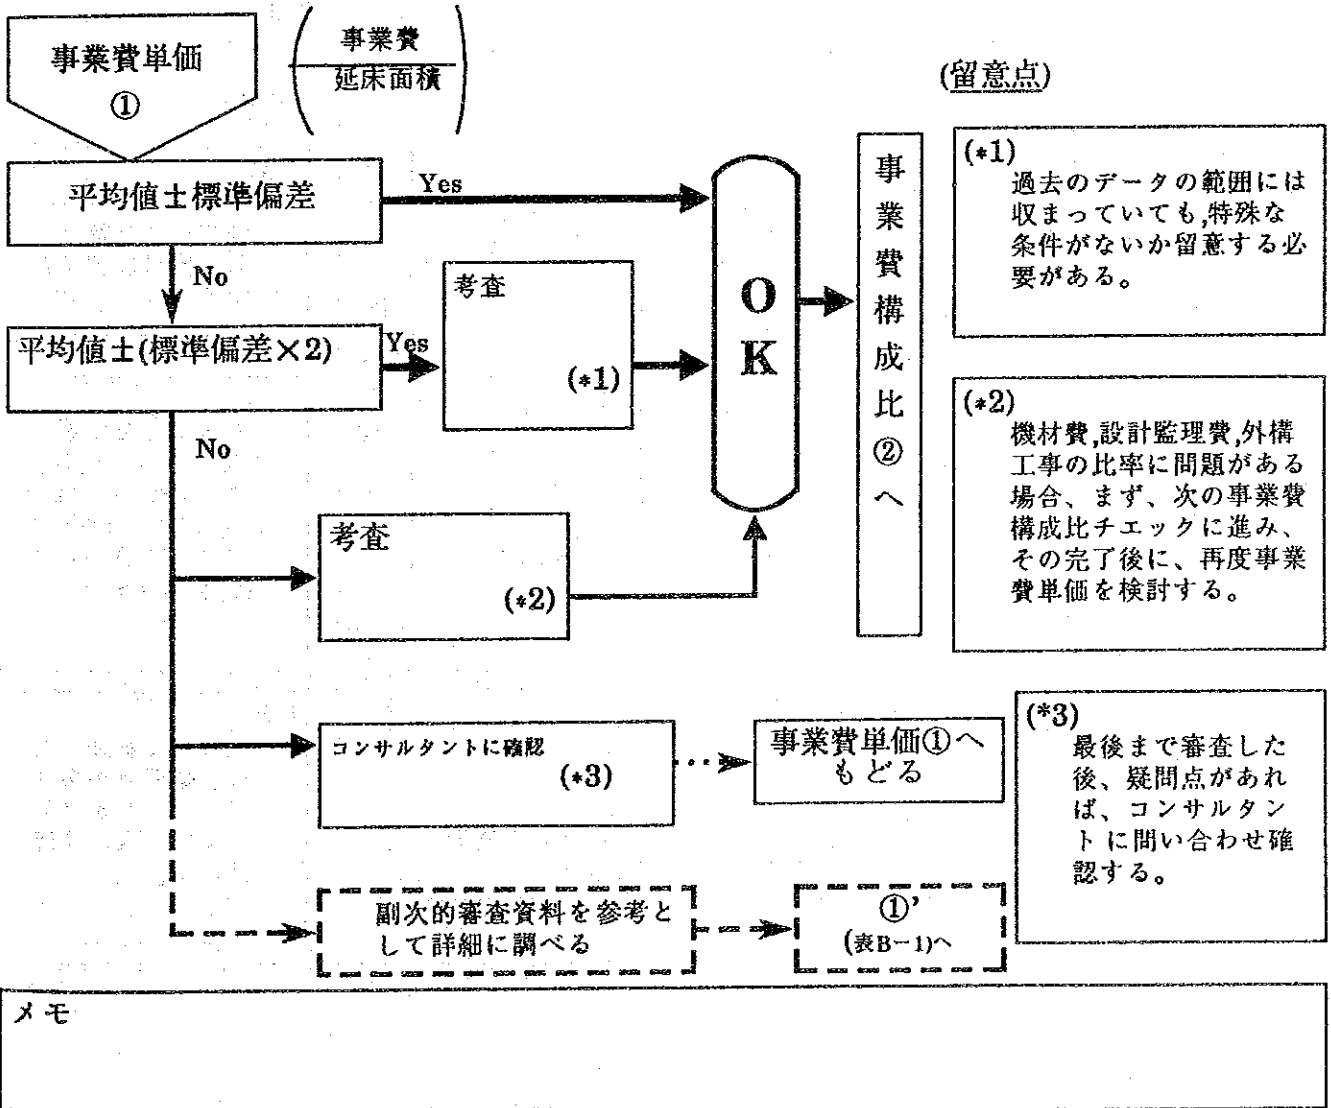 事業費単価
①
事業費
延床面積
(留意点)
平均値±標準偏差
Yes
No
平均値±(標準偏差×2)
Yes
考査
(*1)
No
考査
(*2)
OK
事業費構成比②へ
コンサルタントに確認
(*3)
事業費単価①へ
もどる
副次的審査資料を参考と
して詳細に調べる
①’
(表B-1)へ
(*1)
過去のデータの範囲には
収まっていても,特殊な
条件がないか留意する必
要がある。
(*2)
機材費,設計監理費,外構
工事の比率に問題がある
場合、まず、次の事業費
構成比チエックに進み、
その完了後に、再度事業
費単価を検討する。
(*3)
最後まで審査した
後、疑問点があれ
ば、コンサルタン
トに問い合わせ確
認する。
メモ